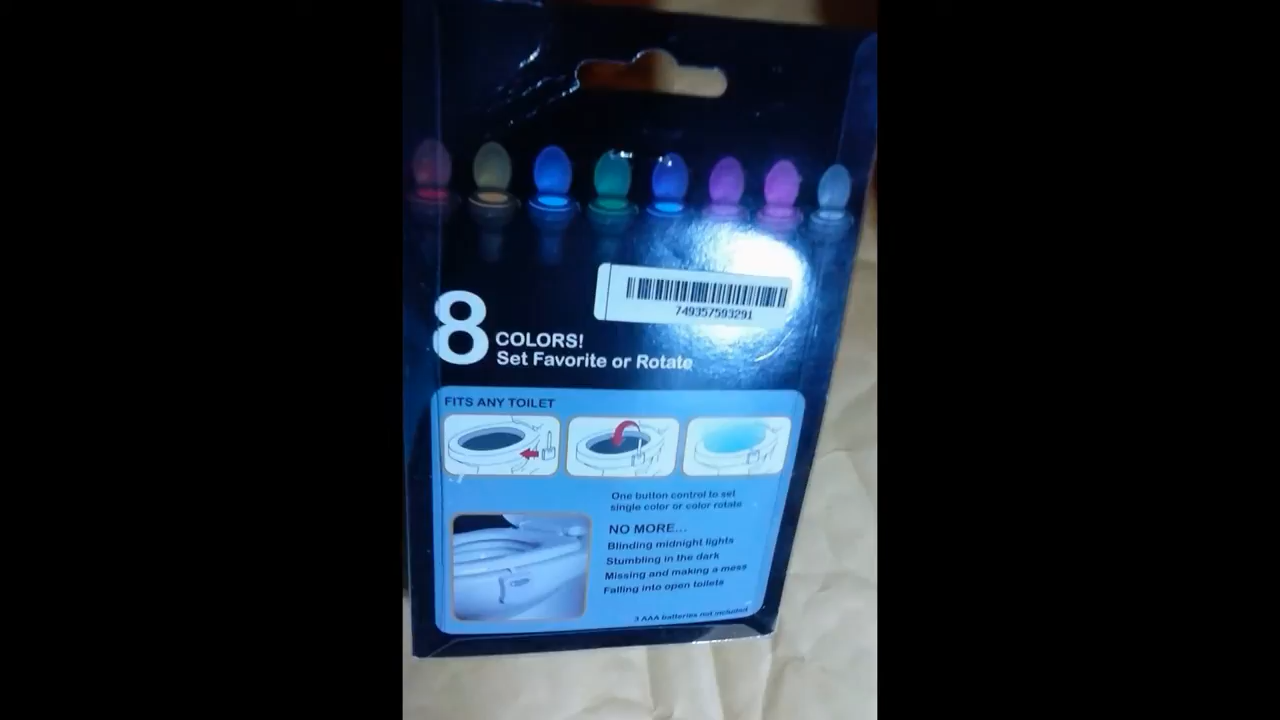 749357593291
8
COLORS!
Set Favorite or Rotate
FITS ANY TOILET
One button control to set
single color or color rotate
NO MORE...
Blinding midnight lights
Stumbling in the dark
Missing and making a mess
Falling into open toilets
3 AAA batteries not included